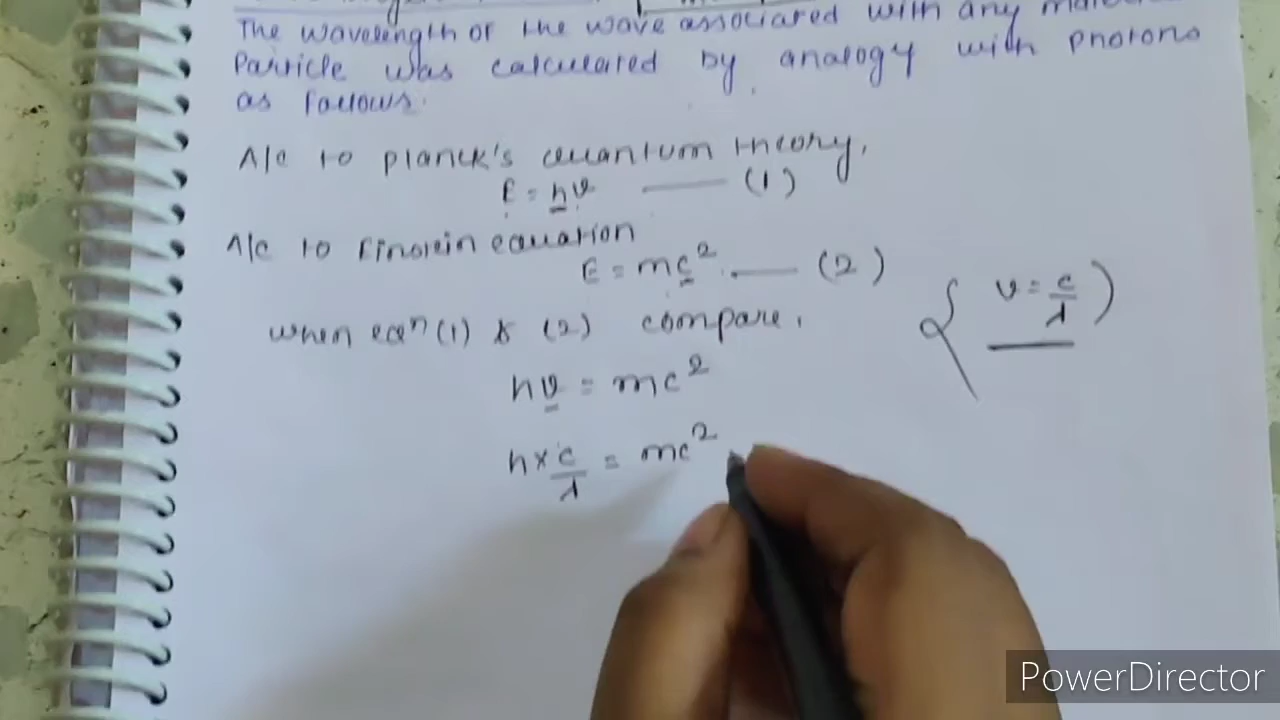 The wavelength of the wave associated with any
Particle was calculated by analogy with photons
as follows.
A/c to planck's quantum theory,
E = hν —— (1)
A/c to Einstein equation
E = mc² —— (2)
{ ν = c/λ )
when eqⁿ (1) & (2) compare,
hν = mc²
h × c/λ = mc²
PowerDirector